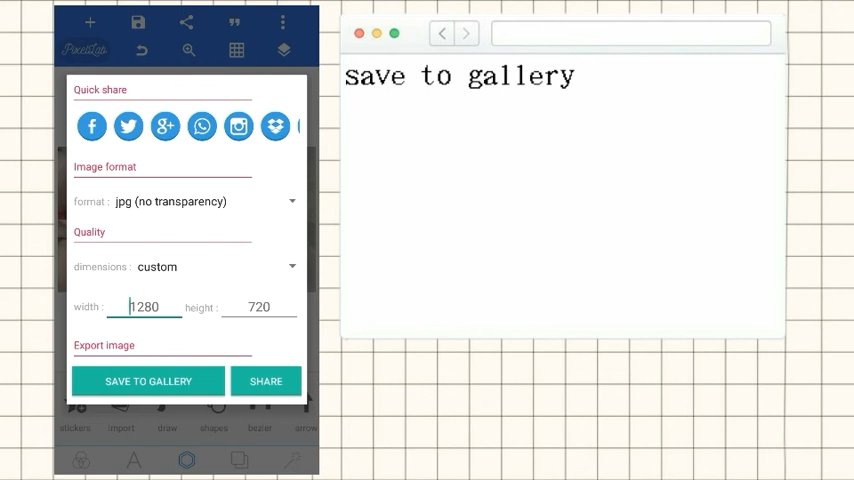 PixelLab
Quick share
Image format
format : jpg (no transparency)
Quality
dimensions : custom
width : 1280 height : 720
Export image
SAVE TO GALLERY SHARE
stickers import draw shapes bezier arrow
save to gallery